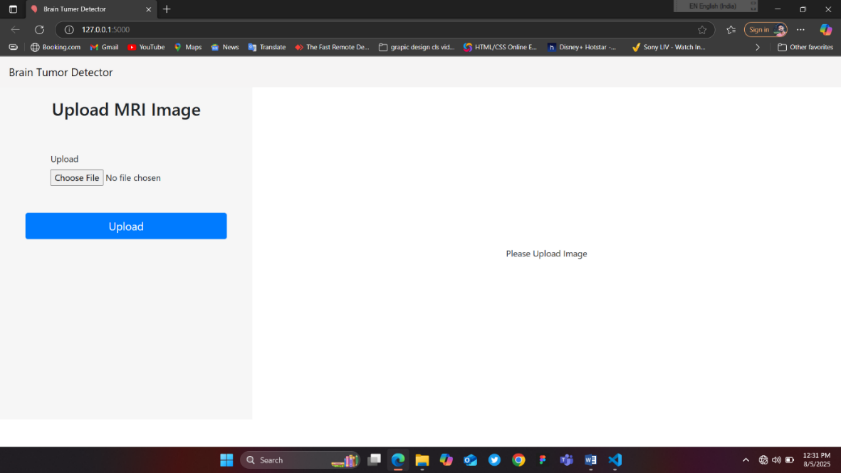 Brain Tumor Detector
EN English (India)
127.0.0.1:5000
Sign in
Booking.com Gmail YouTube Maps News Translate The Fast Remote De... grapic design cls vid... HTML/CSS Online E... Disney+ Hotstar -... Sony LIV - Watch In... Other favorites
Brain Tumor Detector
Upload MRI Image
Upload
Choose File No file chosen
Upload
Please Upload Image
Search
12:31 PM
8/5/2025